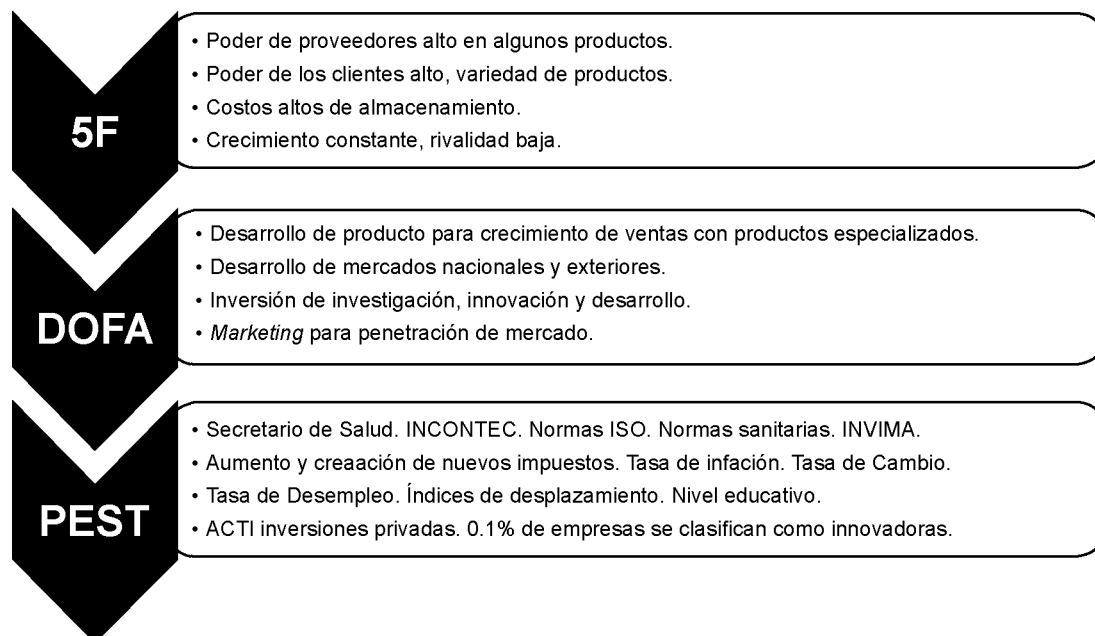 5F
• Poder de proveedores alto en algunos productos.
• Poder de los clientes alto, variedad de productos.
• Costos altos de almacenamiento.
• Crecimiento constante, rivalidad baja.
DOFA
• Desarrollo de producto para crecimiento de ventas con productos especializados.
• Desarrollo de mercados nacionales y exteriores.
• Inversión de investigación, innovación y desarrollo.
• Marketing para penetración de mercado.
PEST
• Secretario de Salud. INCONTEC. Normas ISO. Normas sanitarias. INVIMA.
• Aumento y creaación de nuevos impuestos. Tasa de infación. Tasa de Cambio.
• Tasa de Desempleo. Índices de desplazamiento. Nivel educativo.
• ACTI inversiones privadas. 0.1% de empresas se clasifican como innovadoras.